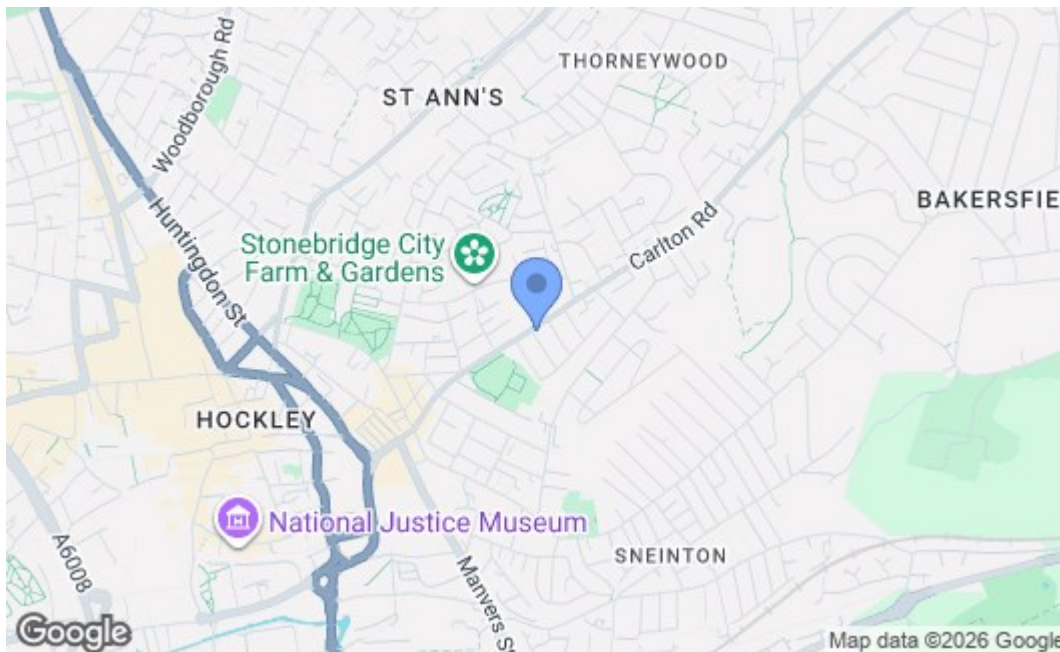 Woodborough Rd
THORNEYWOOD
ST ANN'S
BAKERSFIE
Huntingdon St
Stonebridge City
Farm & Gardens
Carlton Rd
HOCKLEY
National Justice Museum
A6008
SNEINTON
Manvers St
Google
Map data ©2026 Google